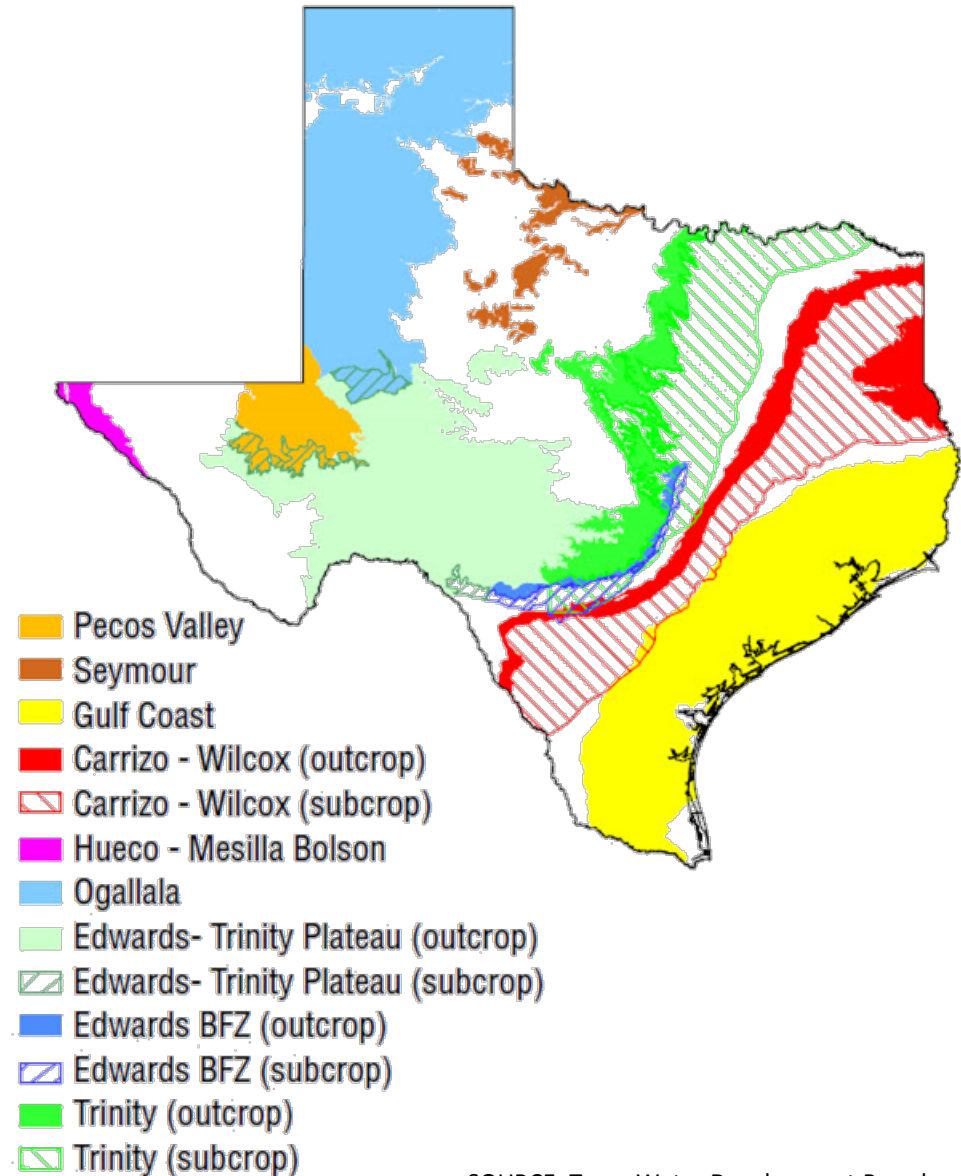 Pecos Valley
Seymour
Gulf Coast
Carrizo - Wilcox (outcrop)
Carrizo - Wilcox (subcrop)
Hueco - Mesilla Bolson
Ogallala
Edwards- Trinity Plateau (outcrop)
Edwards- Trinity Plateau (subcrop)
Edwards BFZ (outcrop)
Edwards BFZ (subcrop)
Trinity (outcrop)
Trinity (subcrop)
SOURCE: Texas Water Development Board